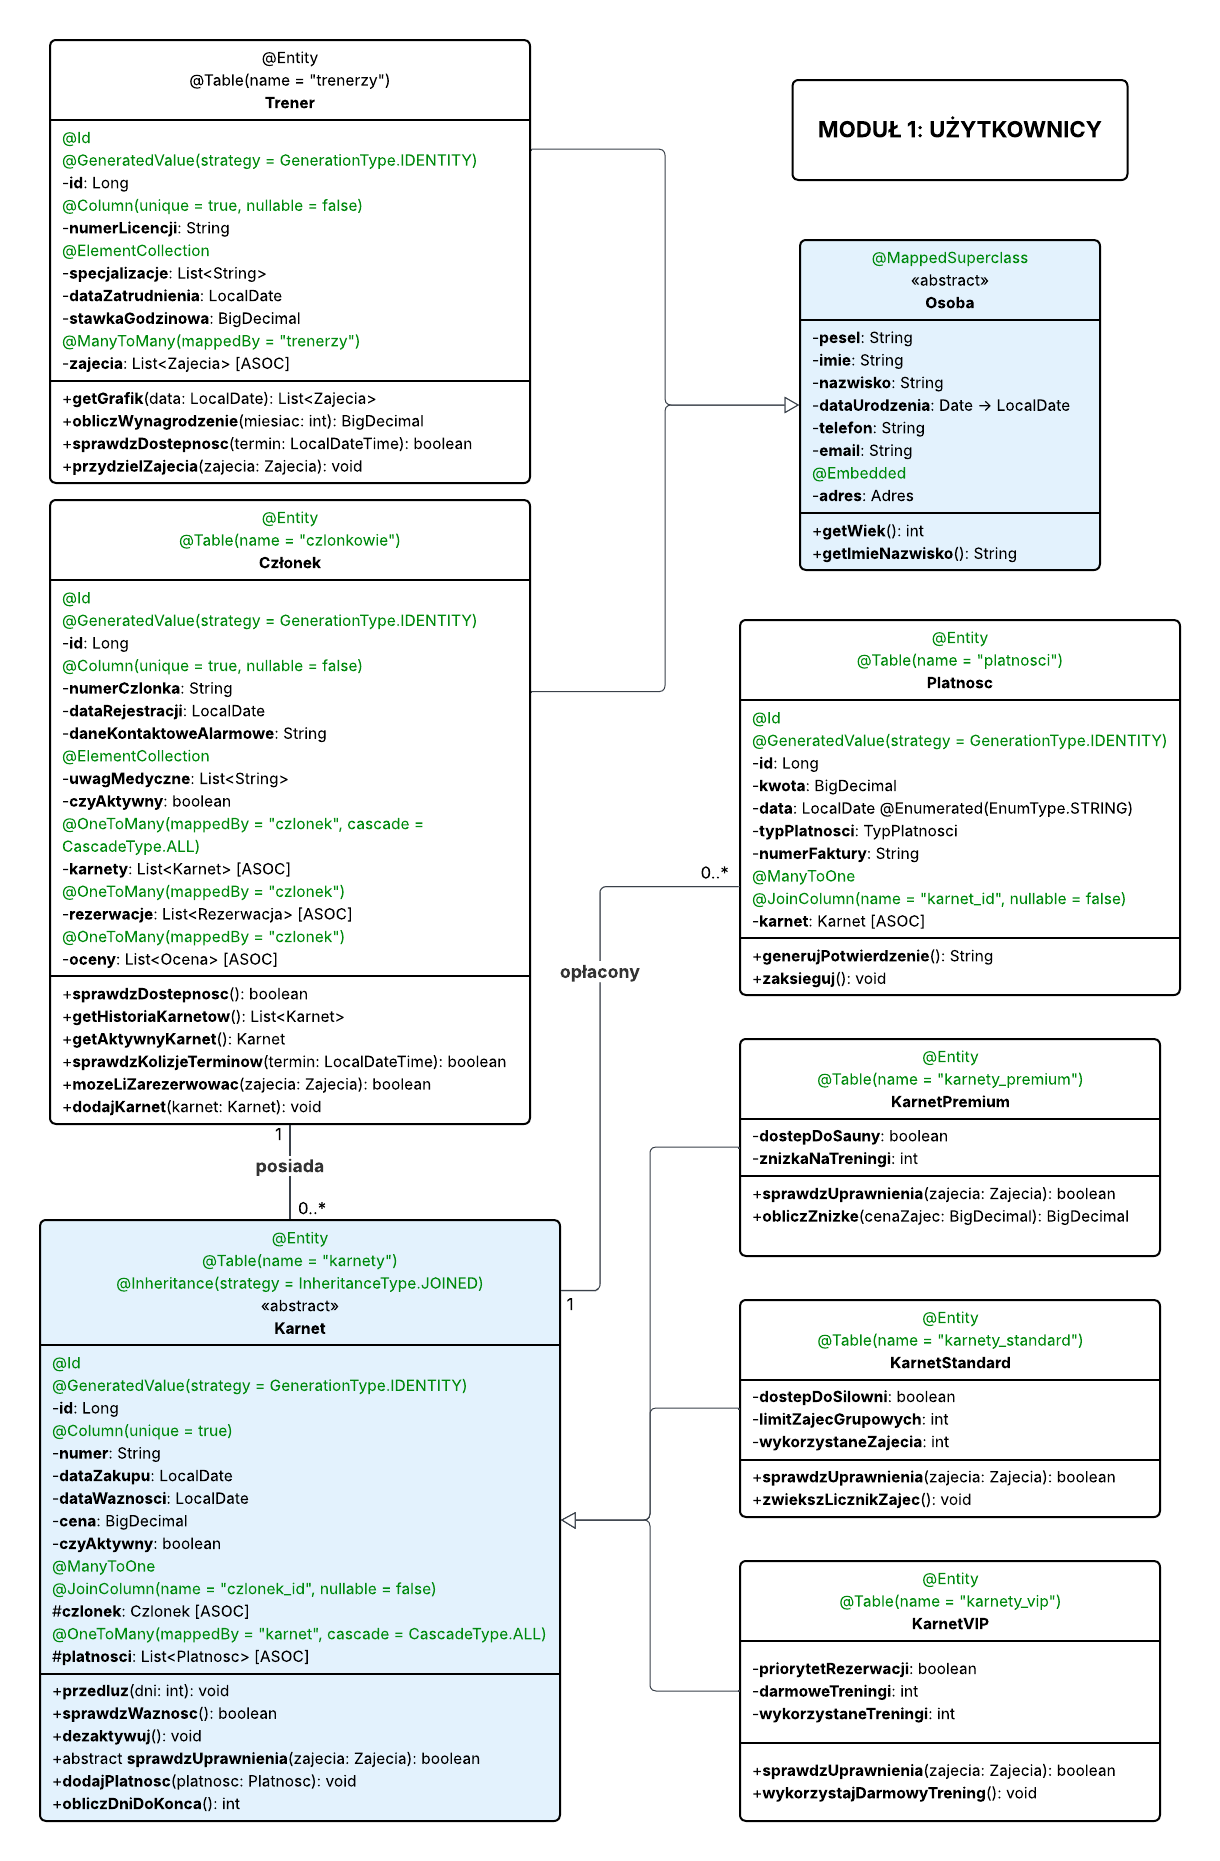 @Entity
@Table(name = "trenerzy")
Trener
@Id
@GeneratedValue(strategy = GenerationType.IDENTITY)
-id: Long
@Column(unique = true, nullable = false)
-numerLicencji: String
@ElementCollection
-specjalizacje: List<String>
-dataZatrudnienia: LocalDate
-stawkaGodzinowa: BigDecimal
@ManyToMany(mappedBy = "trenerzy")
-zajecia: List<Zajecia> [ASOC]
+getGrafik(data: LocalDate): List<Zajecia>
+obliczWynagrodzenie(miesiac: int): BigDecimal
+sprawdzDostepnosc(termin: LocalDateTime): boolean
+przydzielZajecia(zajecia: Zajecia): void
MODUŁ 1: UŻYTKOWNICY
@MappedSuperclass
«abstract»
Osoba
-pesel: String
-imie: String
-nazwisko: String
-dataUrodzenia: Date → LocalDate
-telefon: String
-email: String
@Embedded
-adres: Adres
+getWiek(): int
+getImieNazwisko(): String
@Entity
@Table(name = "czlonkowie")
Członek
@Id
@GeneratedValue(strategy = GenerationType.IDENTITY)
-id: Long
@Column(unique = true, nullable = false)
-numerCzlonka: String
-dataRejestracji: LocalDate
-daneKontaktoweAlarmowe: String
@ElementCollection
-uwagMedyczne: List<String>
-czyAktywny: boolean
@OneToMany(mappedBy = "czlonek", cascade =
CascadeType.ALL)
-karnety: List<Karnet> [ASOC]
@OneToMany(mappedBy = "czlonek")
-rezerwacje: List<Rezerwacja> [ASOC]
@OneToMany(mappedBy = "czlonek")
-oceny: List<Ocena> [ASOC]
+sprawdzDostepnosc(): boolean
+getHistoriaKarnetow(): List<Karnet>
+getAktywnyKarnet(): Karnet
+sprawdzKolizjeTerminow(termin: LocalDateTime): boolean
+mozeLiZarezerwowac(zajecia: Zajecia): boolean
+dodajKarnet(karnet: Karnet): void
@Entity
@Table(name = "platnosci")
Platnosc
@Id
@GeneratedValue(strategy = GenerationType.IDENTITY)
-id: Long
-kwota: BigDecimal
-data: LocalDate @Enumerated(EnumType.STRING)
-typPlatnosci: TypPlatnosci
-numerFaktury: String
@ManyToOne
@JoinColumn(name = "karnet_id", nullable = false)
-karnet: Karnet [ASOC]
+generujPotwierdzenie(): String
+zaksieguj(): void
0..*
opłacony
1
1
posiada
0..*
@Entity
@Table(name = "karnety")
@Inheritance(strategy = InheritanceType.JOINED)
«abstract»
Karnet
@Id
@GeneratedValue(strategy = GenerationType.IDENTITY)
-id: Long
@Column(unique = true)
-numer: String
-dataZakupu: LocalDate
-dataWaznosci: LocalDate
-cena: BigDecimal
-czyAktywny: boolean
@ManyToOne
@JoinColumn(name = "czlonek_id", nullable = false)
#czlonek: Czlonek [ASOC]
@OneToMany(mappedBy = "karnet", cascade = CascadeType.ALL)
#platnosci: List<Platnosc> [ASOC]
+przedluz(dni: int): void
+sprawdzWaznosc(): boolean
+dezaktywuj(): void
+abstract sprawdzUprawnienia(zajecia: Zajecia): boolean
+dodajPlatnosc(platnosc: Platnosc): void
+obliczDniDoKonca(): int
@Entity
@Table(name = "karnety_premium")
KarnetPremium
-dostepDoSauny: boolean
-znizkaNaTreningi: int
+sprawdzUprawnienia(zajecia: Zajecia): boolean
+obliczZnizke(cenaZajec: BigDecimal): BigDecimal
@Entity
@Table(name = "karnety_standard")
KarnetStandard
-dostepDoSilowni: boolean
-limitZajecGrupowych: int
-wykorzystaneZajecia: int
+sprawdzUprawnienia(zajecia: Zajecia): boolean
+zwiekszLicznikZajec(): void
@Entity
@Table(name = "karnety_vip")
KarnetVIP
-priorytetRezerwacji: boolean
-darmoweTreningi: int
-wykorzystaneTreningi: int
+sprawdzUprawnienia(zajecia: Zajecia): boolean
+wykorzystajDarmowyTrening(): void